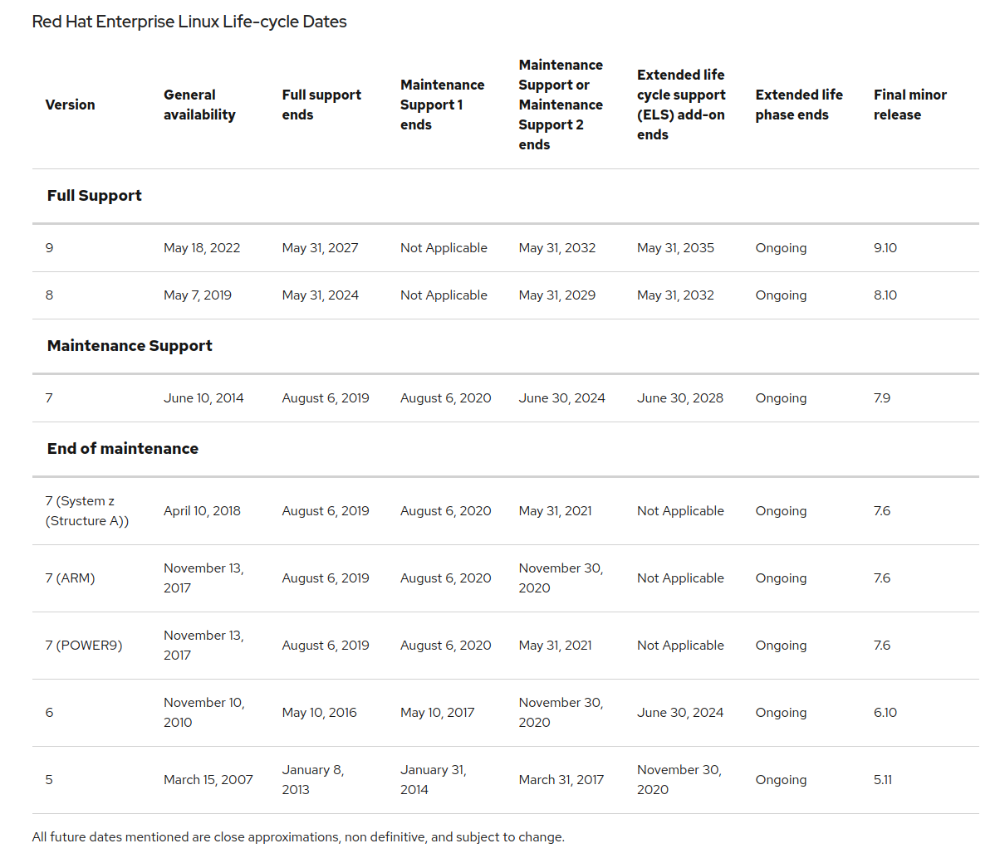 Red Hat Enterprise Linux Life-cycle Dates
Version
General
availability
Full support
ends
Maintenance
Support 1
ends
Maintenance
Support or
Maintenance
Support 2
ends
Extended life
cycle support
(ELS) add-on
ends
Extended life
phase ends
Final minor
release
Full Support
9 May 18, 2022 May 31, 2027 Not Applicable May 31, 2032 May 31, 2035 Ongoing 9.10
8 May 7, 2019 May 31, 2024 Not Applicable May 31, 2029 May 31, 2032 Ongoing 8.10
Maintenance Support
7 June 10, 2014 August 6, 2019 August 6, 2020 June 30, 2024 June 30, 2028 Ongoing 7.9
End of maintenance
7 (System z
(Structure A))
April 10, 2018 August 6, 2019 August 6, 2020 May 31, 2021 Not Applicable Ongoing 7.6
7 (ARM)
November 13,
2017
August 6, 2019 August 6, 2020
November 30,
2020
Not Applicable Ongoing 7.6
7 (POWER9)
November 13,
2017
August 6, 2019 August 6, 2020 May 31, 2021 Not Applicable Ongoing 7.6
6
November 10,
2010
May 10, 2016 May 10, 2017
November 30,
2020
June 30, 2024 Ongoing 6.10
5 March 15, 2007
January 8,
2013
January 31,
2014
March 31, 2017
November 30,
2020
Ongoing 5.11
All future dates mentioned are close approximations, non definitive, and subject to change.